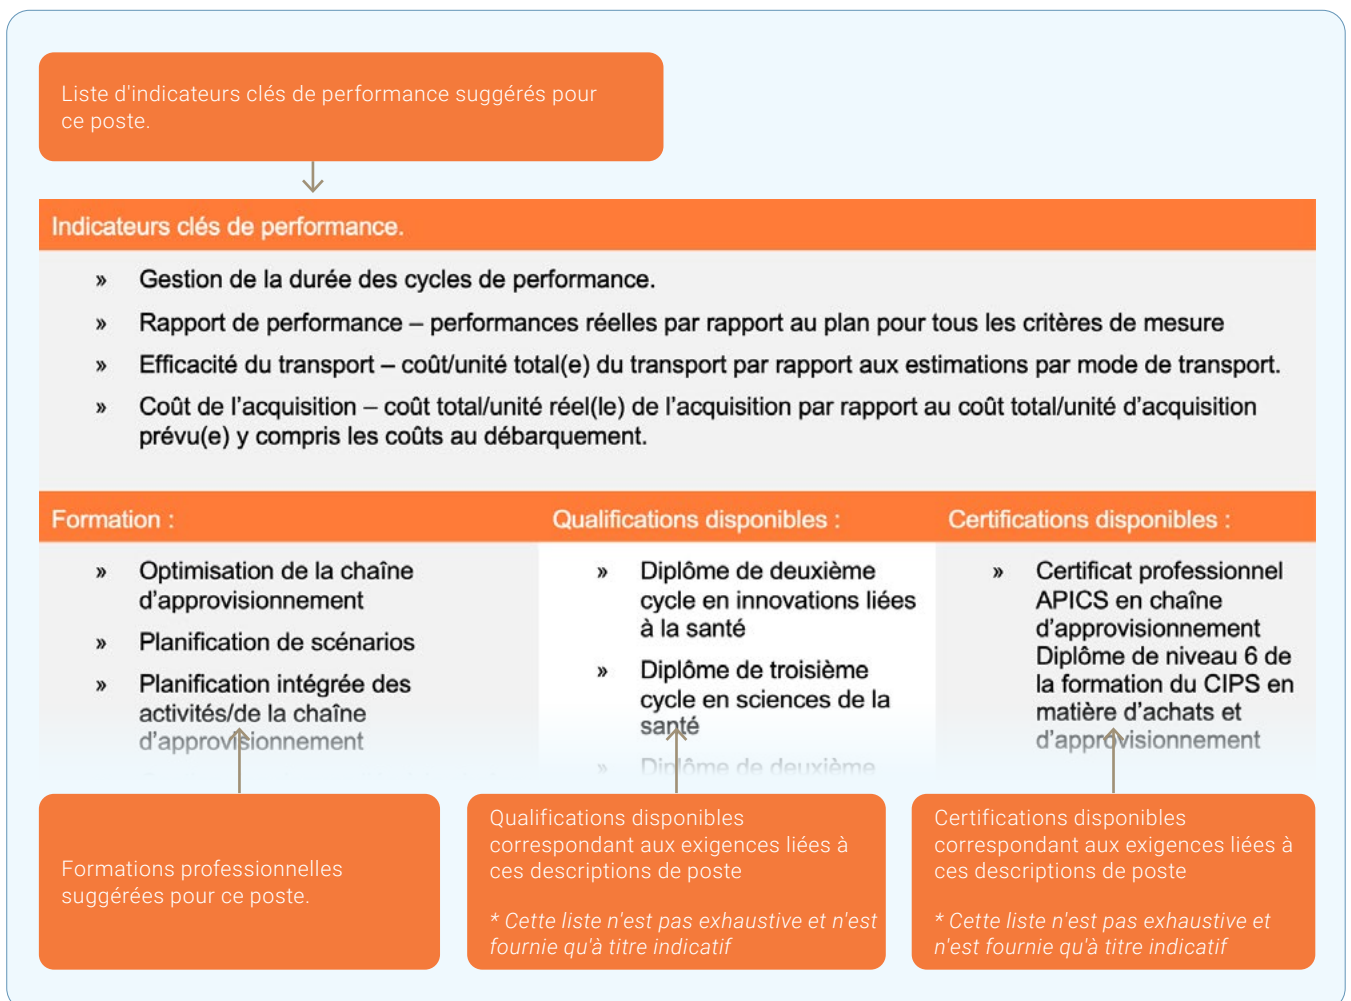 Liste d'indicateurs clés de performance suggérés pour
ce poste.
Indicateurs clés de performance.
» Gestion de la durée des cycles de performance.
» Rapport de performance – performances réelles par rapport au plan pour tous les critères de mesure
» Efficacité du transport – coût/unité total(e) du transport par rapport aux estimations par mode de transport.
» Coût de l'acquisition – coût total/unité réel(le) de l'acquisition par rapport au coût total/unité d'acquisition
prévu(e) y compris les coûts au débarquement.
Formation :
» Optimisation de la chaîne
d'approvisionnement
» Planification de scénarios
» Planification intégrée des
activités/de la chaîne
d'approvisionnement
Qualifications disponibles :
» Diplôme de deuxième
cycle en innovations liées
à la santé
» Diplôme de troisième
cycle en sciences de la
santé
» Diplôme de deuxième
Certifications disponibles :
» Certificat professionnel
APICS en chaîne
d'approvisionnement
Diplôme de niveau 6 de
la formation du CIPS en
matière d'achats et
d'approvisionnement
Formations professionnelles
suggérées pour ce poste.
Qualifications disponibles
correspondant aux exigences liées à
ces descriptions de poste
* Cette liste n'est pas exhaustive et n'est
fournie qu'à titre indicatif
Certifications disponibles
correspondant aux exigences liées à
ces descriptions de poste
* Cette liste n'est pas exhaustive et
n'est fournie qu'à titre indicatif